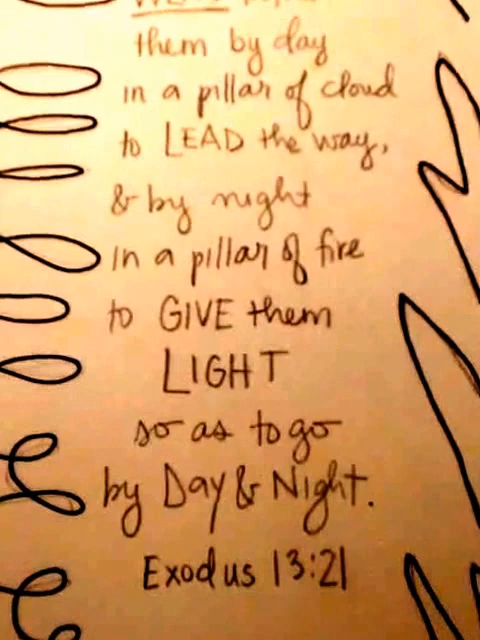 them by day
in a pillar of cloud
to LEAD the way,
& by night
in a pillar of fire
to GIVE them
LIGHT
so as to go
by Day & Night.
Exodus 13:21